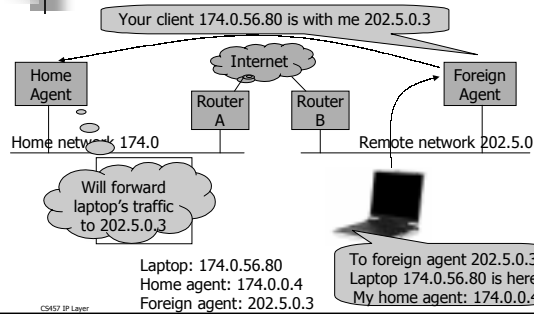 Your client 174.0.56.80 is with me 202.5.0.3
Internet
Home
Agent
Foreign
Agent
Router
A
Router
B
Home network 174.0
Remote network 202.5.0
Will forward
laptop's traffic
to 202.5.0.3
To foreign agent 202.5.0.3
Laptop 174.0.56.80 is here
My home agent: 174.0.0.4
Laptop: 174.0.56.80
Home agent: 174.0.0.4
Foreign agent: 202.5.0.3
CS457 IP Layer